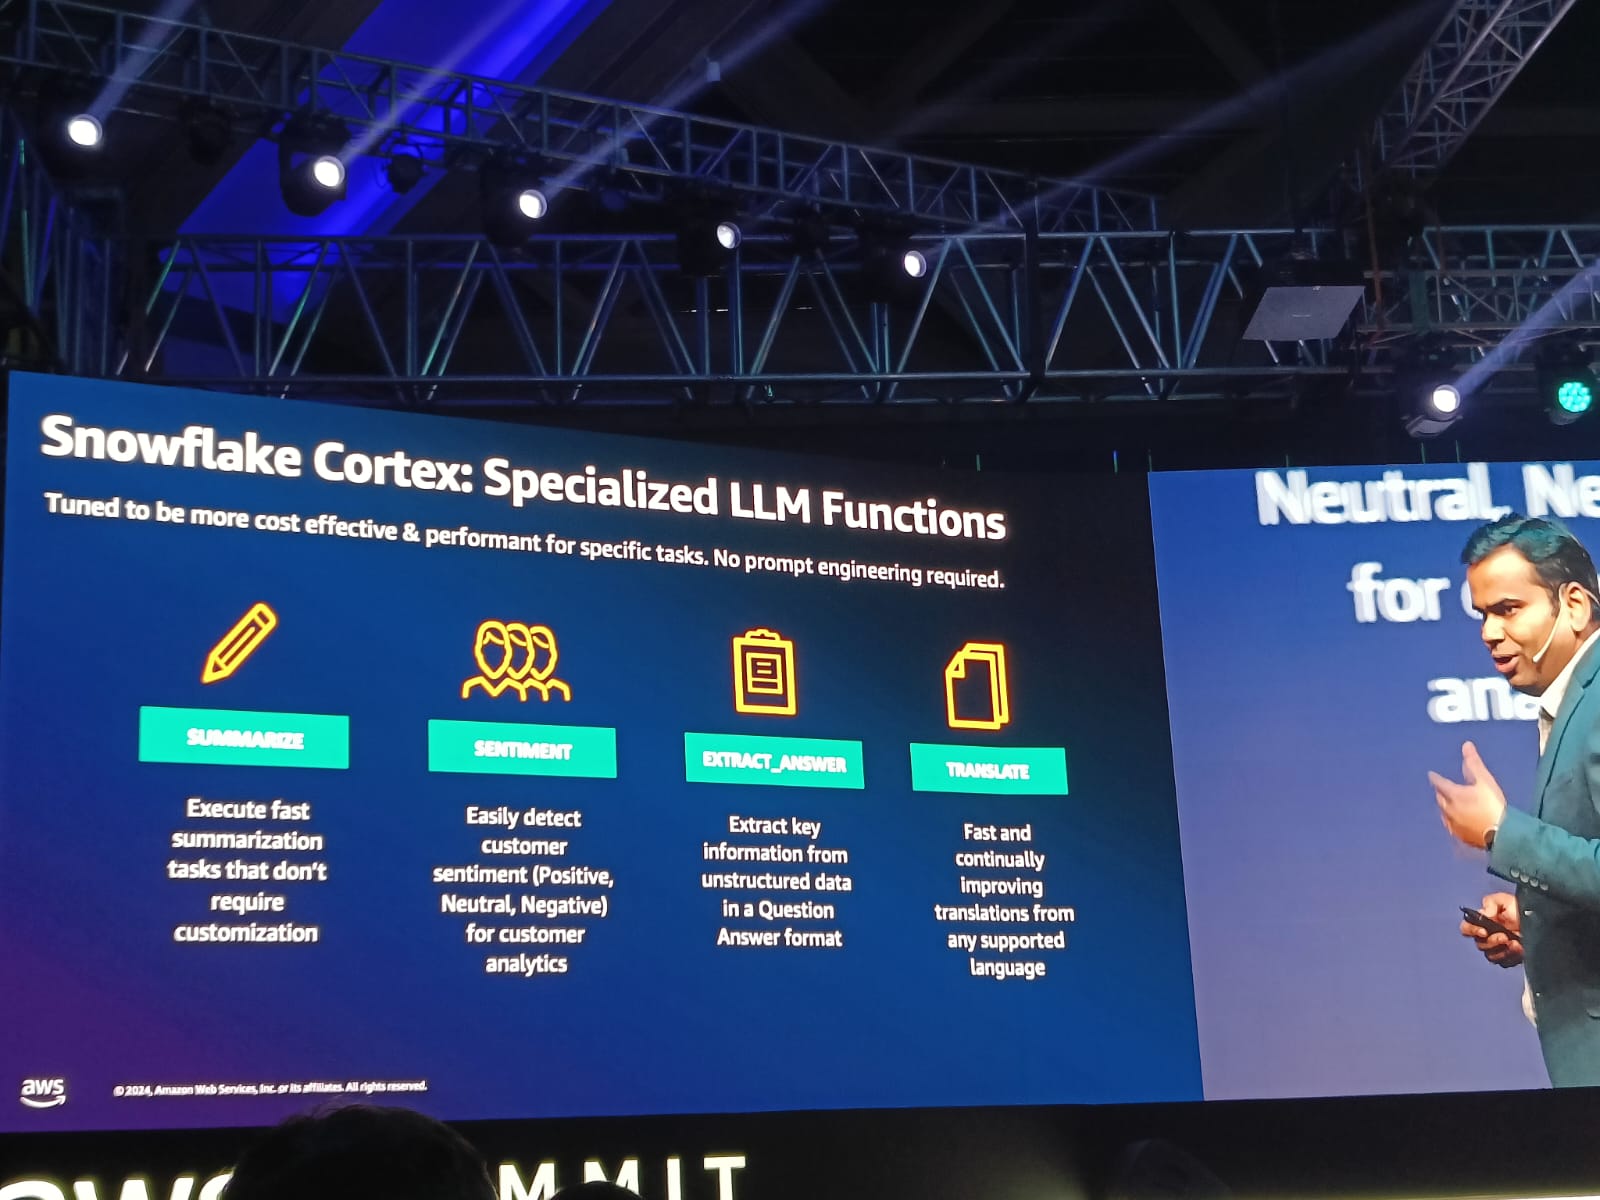 Snowflake Cortex: Specialized LLM Functions
Tuned to be more cost effective & performant for specific tasks. No prompt engineering required.
SUMMARIZE
Execute fast
summarization
tasks that don't
require
customization
SENTIMENT
Easily detect
customer
sentiment (Positive,
Neutral, Negative)
for customer
analytics
EXTRACT_ANSWER
Extract key
information from
unstructured data
in a Question
Answer format
TRANSLATE
Fast and
continually
improving
translations from
any supported
language
aws
© 2024, Amazon Web Services, Inc. or its affiliates. All rights reserved.
Neutral, Ne
for
ana
aws
MMIT